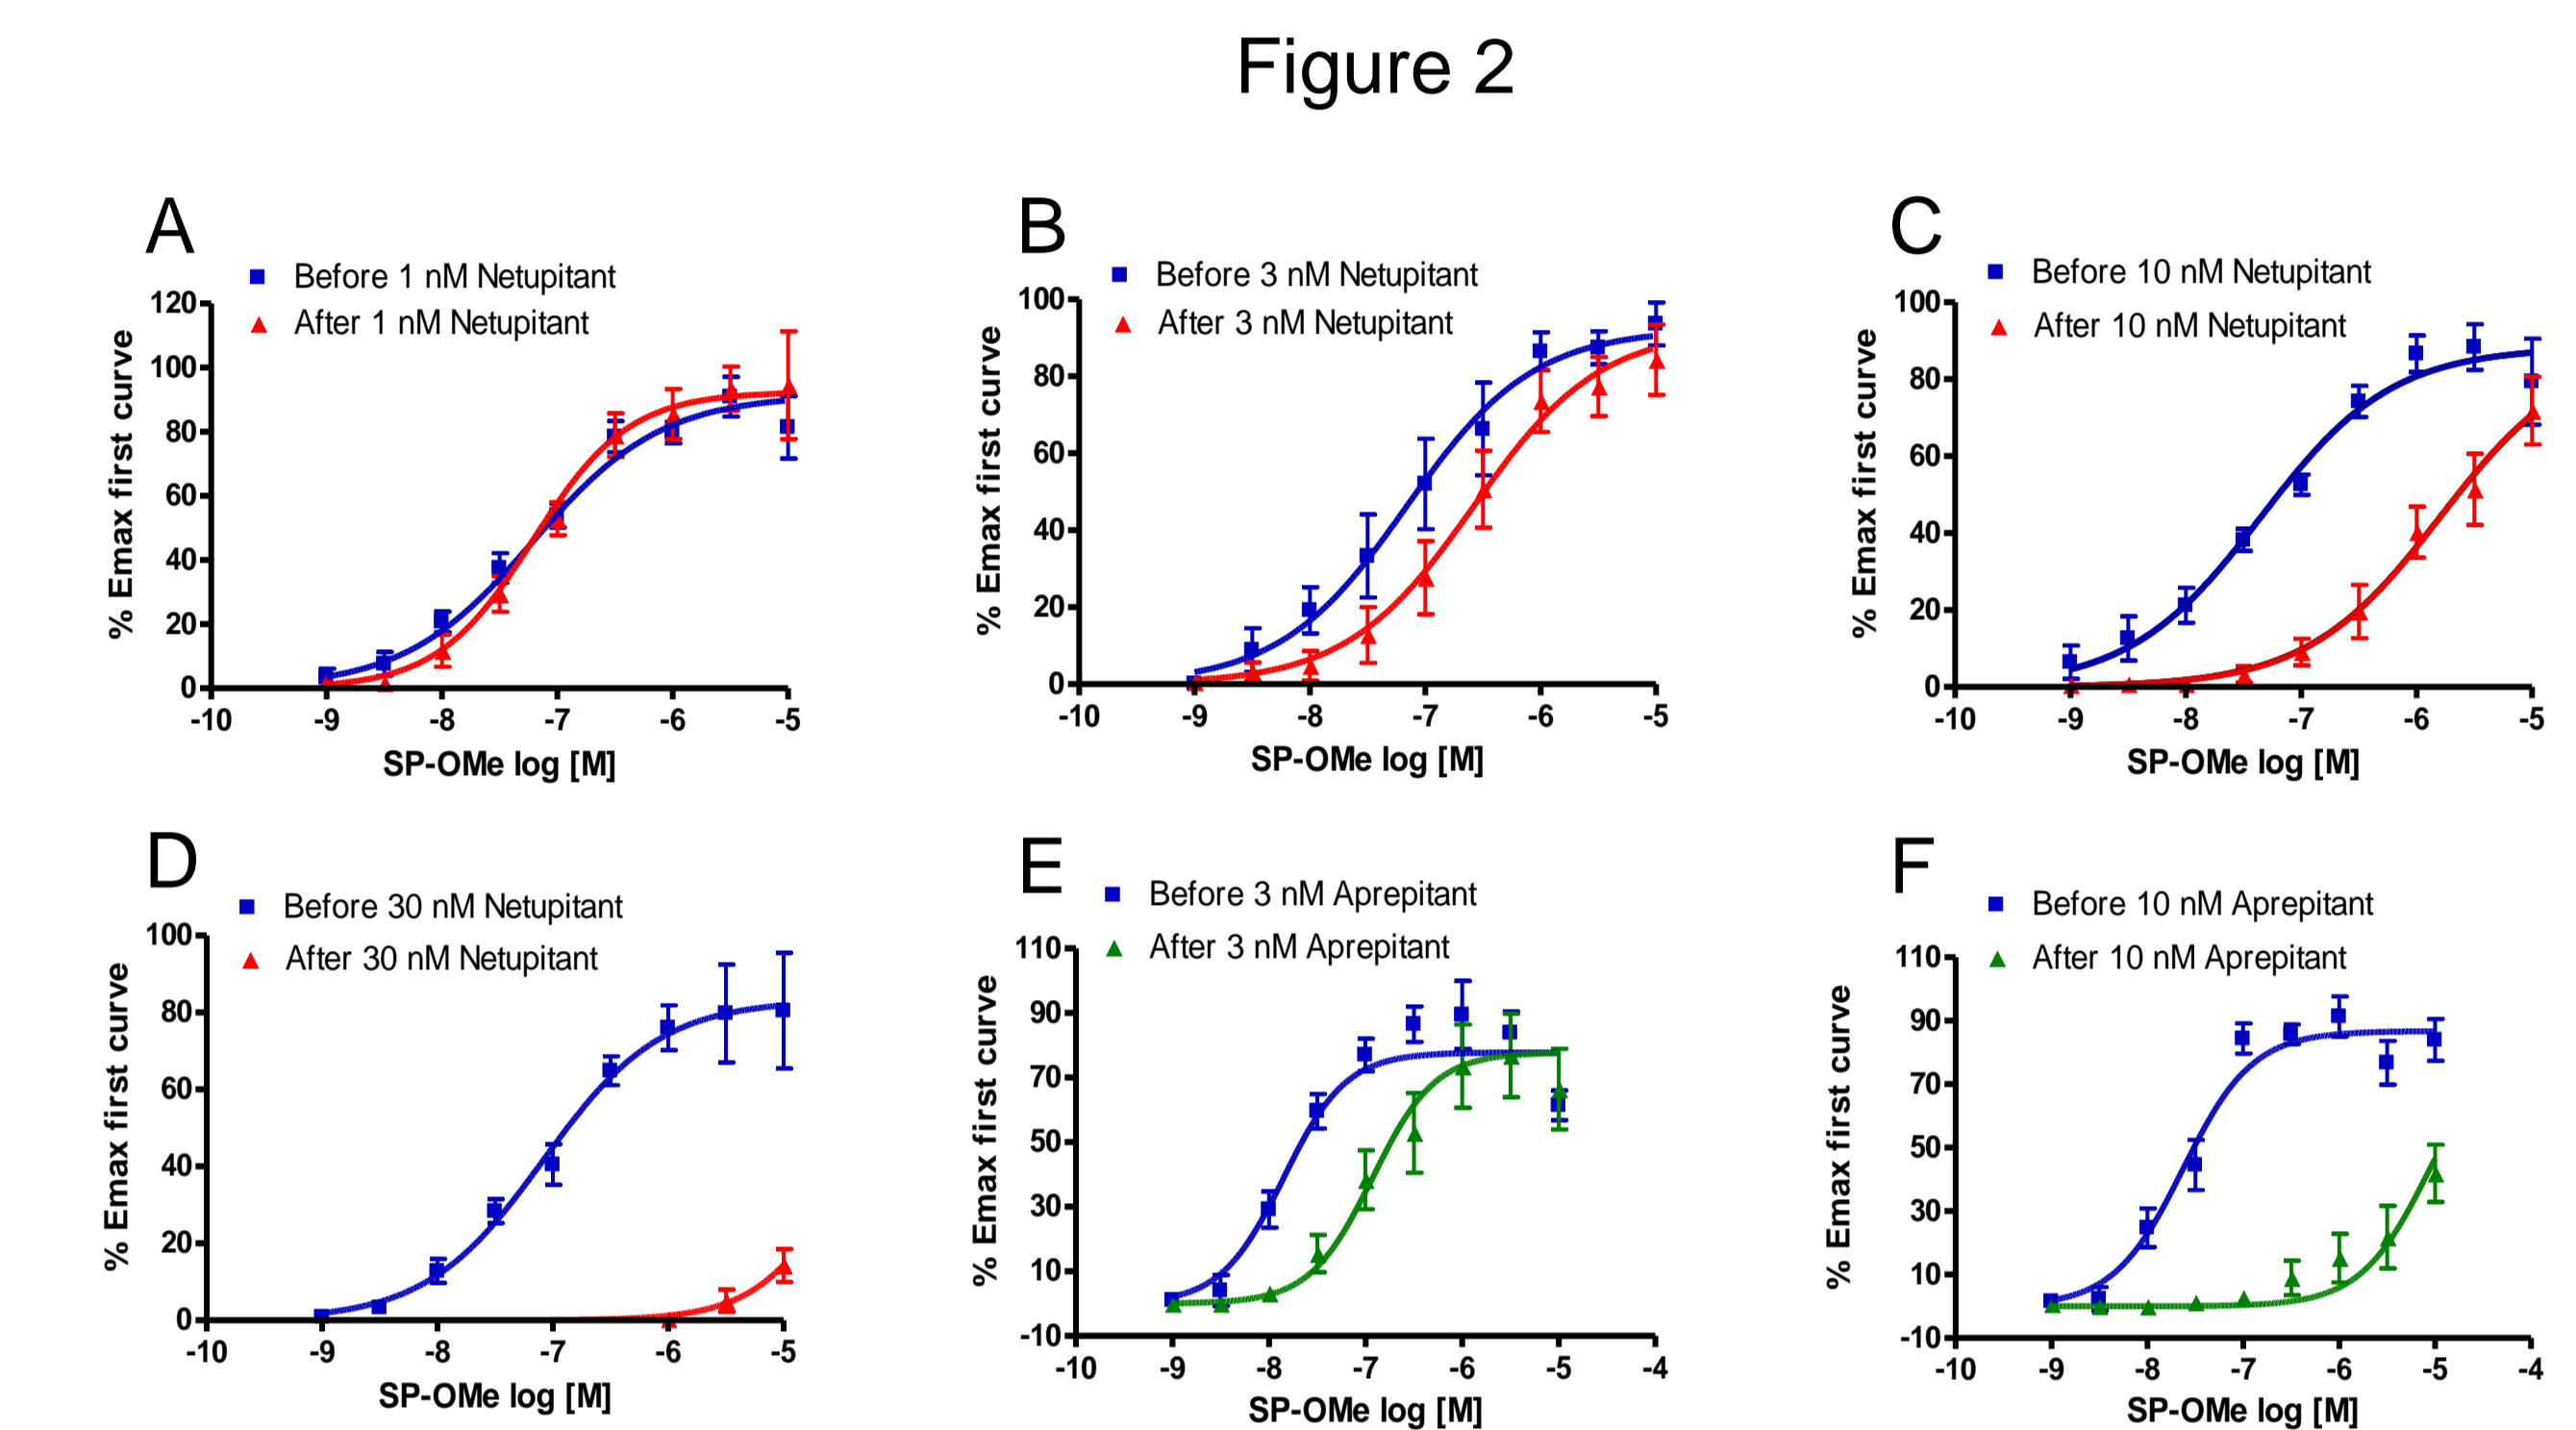 Figure 2
A
Before 1 nM Netupitant
After 1 nM Netupitant
% Emax first curve
120
100
80
60
40
20
0
-10 -9 -8 -7 -6 -5
SP-OMe log [M]
B
Before 3 nM Netupitant
After 3 nM Netupitant
% Emax first curve
100
80
60
40
20
0
-10 -9 -8 -7 -6 -5
SP-OMe log [M]
C
Before 10 nM Netupitant
After 10 nM Netupitant
% Emax first curve
100
80
60
40
20
0
-10 -9 -8 -7 -6 -5
SP-OMe log [M]
D
Before 30 nM Netupitant
After 30 nM Netupitant
% Emax first curve
100
80
60
40
20
0
-10 -9 -8 -7 -6 -5
SP-OMe log [M]
E
Before 3 nM Aprepitant
After 3 nM Aprepitant
% Emax first curve
110
90
70
50
30
10
-10
-10 -9 -8 -7 -6 -5 -4
SP-OMe log [M]
F
Before 10 nM Aprepitant
After 10 nM Aprepitant
% Emax first curve
110
90
70
50
30
10
-10
-10 -9 -8 -7 -6 -5 -4
SP-OMe log [M]